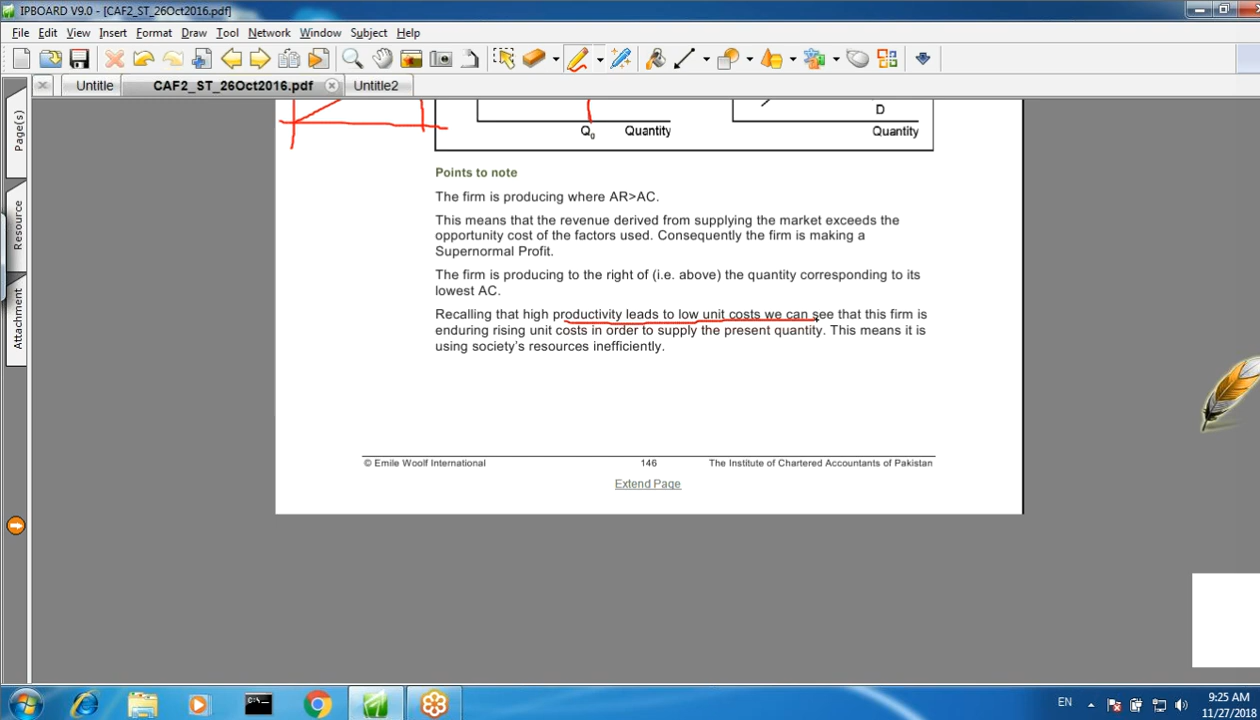 IPBOARD V9.0 - [CAF2_ST_26Oct2016.pdf]
File Edit View Insert Format Draw Tool Network Window Subject Help
Untitle CAF2_ST_26Oct2016.pdf Untitle2
Page(s)
Resource
Attachment
D
Q0 Quantity Quantity
Points to note
The firm is producing where AR>AC.
This means that the revenue derived from supplying the market exceeds the
opportunity cost of the factors used. Consequently the firm is making a
Supernormal Profit.
The firm is producing to the right of (i.e. above) the quantity corresponding to its
lowest AC.
Recalling that high productivity leads to low unit costs we can see that this firm is
enduring rising unit costs in order to supply the present quantity. This means it is
using society's resources inefficiently.
© Emile Woolf International 146 The Institute of Chartered Accountants of Pakistan
Extend Page
EN 9:25 AM
11/27/2018